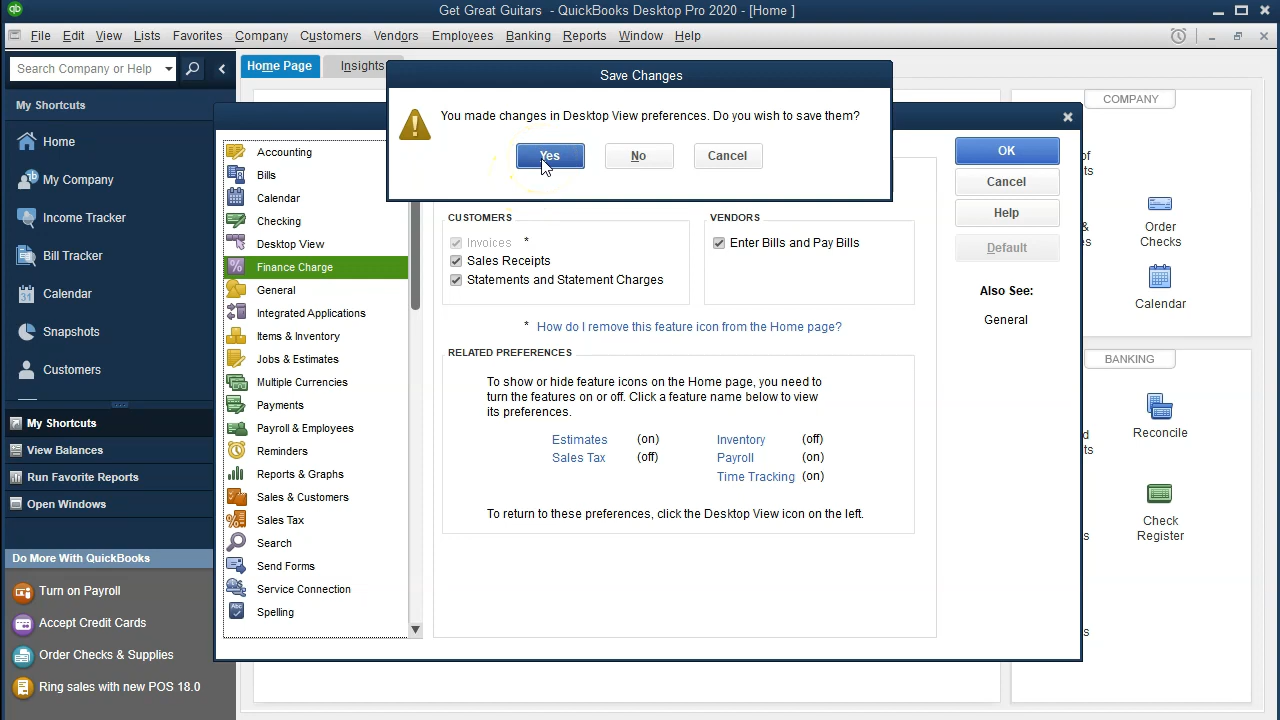 qb
Get Great Guitars - QuickBooks Desktop Pro 2020 - [Home ]
File Edit View Lists Favorites Company Customers Vendors Employees Banking Reports Window Help
Search Company or Help
Home Page
Insights
My Shortcuts
Home
My Company
Income Tracker
Bill Tracker
31 Calendar
Snapshots
Customers
My Shortcuts
View Balances
Run Favorite Reports
Open Windows
Do More With QuickBooks
Turn on Payroll
Accept Credit Cards
Order Checks & Supplies
Ring sales with new POS 18.0
Save Changes
You made changes in Desktop View preferences. Do you wish to save them?
Yes
No
Cancel
Accounting
Bills
Calendar
Checking
Desktop View
Finance Charge
General
Integrated Applications
Items & Inventory
Jobs & Estimates
Multiple Currencies
Payments
Payroll & Employees
Reminders
Reports & Graphs
Sales & Customers
Sales Tax
Search
Send Forms
Service Connection
Abc Spelling
CUSTOMERS
Invoices *
Sales Receipts
Statements and Statement Charges
VENDORS
Enter Bills and Pay Bills
* How do I remove this feature icon from the Home page?
RELATED PREFERENCES
To show or hide feature icons on the Home page, you need to
turn the features on or off. Click a feature name below to view
its preferences.
Estimates (on) Inventory (off)
Sales Tax (off) Payroll (on)
Time Tracking (on)
To return to these preferences, click the Desktop View icon on the left.
OK
Cancel
Help
Default
Also See:
General
COMPANY
of
ts
&
es
Order
Checks
Calendar
BANKING
d
ts
Reconcile
s
Check
Register
s